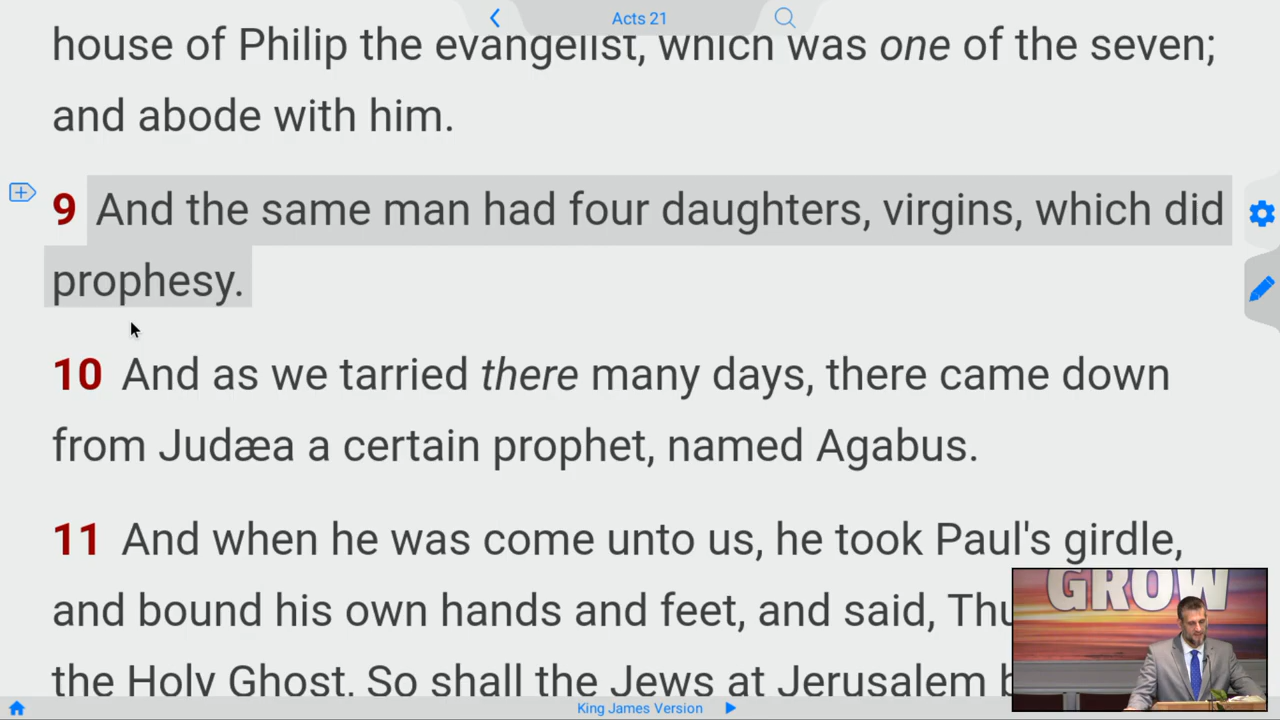 Acts 21
house of Philip the evangelist, which was one of the seven;
and abode with him.
9 And the same man had four daughters, virgins, which did
prophesy.
10 And as we tarried there many days, there came down
from Judæa a certain prophet, named Agabus.
11 And when he was come unto us, he took Paul's girdle,
and bound his own hands and feet, and said,
the Holy Ghost, So shall the Jews at Jerusalem
GROW
King James Version